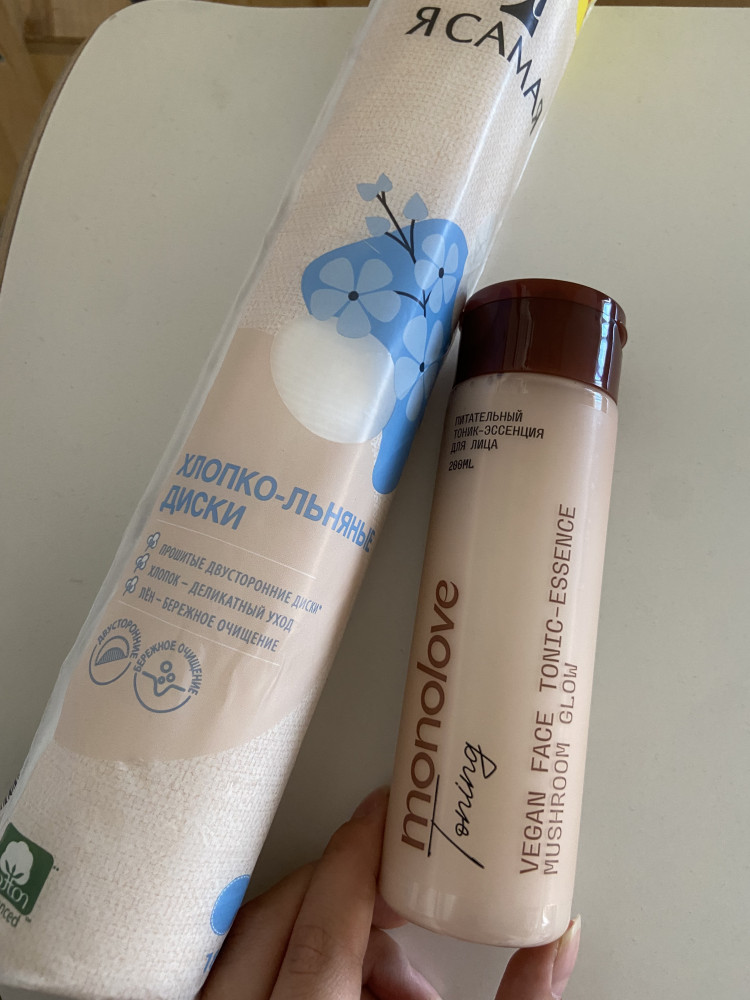 Я САМАЯ
ХЛОПКО-ЛЬНЯНЫЕ
ДИСКИ
ПРОШИТЫЕ ДВУСТОРОННИЕ ДИСКИ*
ХЛОПОК – ДЕЛИКАТНЫЙ УХОД
ЛЁН – БЕРЕЖНОЕ ОЧИЩЕНИЕ
ДВУСТОРОННИЕ
БЕРЕЖНОЕ ОЧИЩЕНИЕ
ПИТАТЕЛЬНЫЙ
ТОНИК-ЭССЕНЦИЯ
ДЛЯ ЛИЦА
200ML
monolove
Toning
VEGAN FACE TONIC-ESSENCE
MUSHROOM GLOW